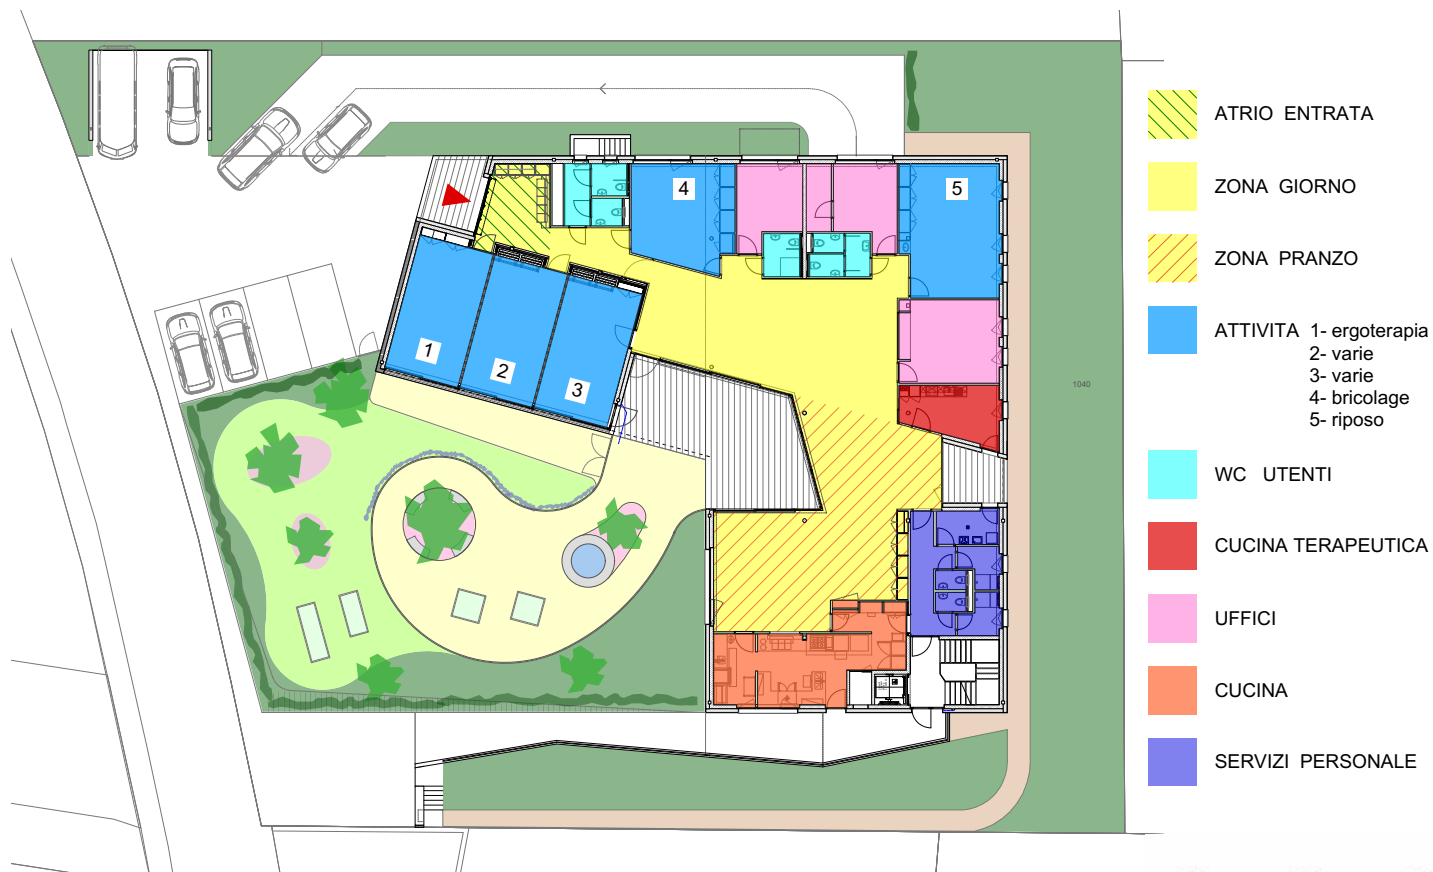 ATRIO ENTRATA
ZONA GIORNO
ZONA PRANZO
ATTIVITA 1- ergoterapia
2- varie
3- varie
4- bricolage
5- riposo
WC UTENTI
CUCINA TERAPEUTICA
UFFICI
CUCINA
SERVIZI PERSONALE
4
5
1
2
3
1040